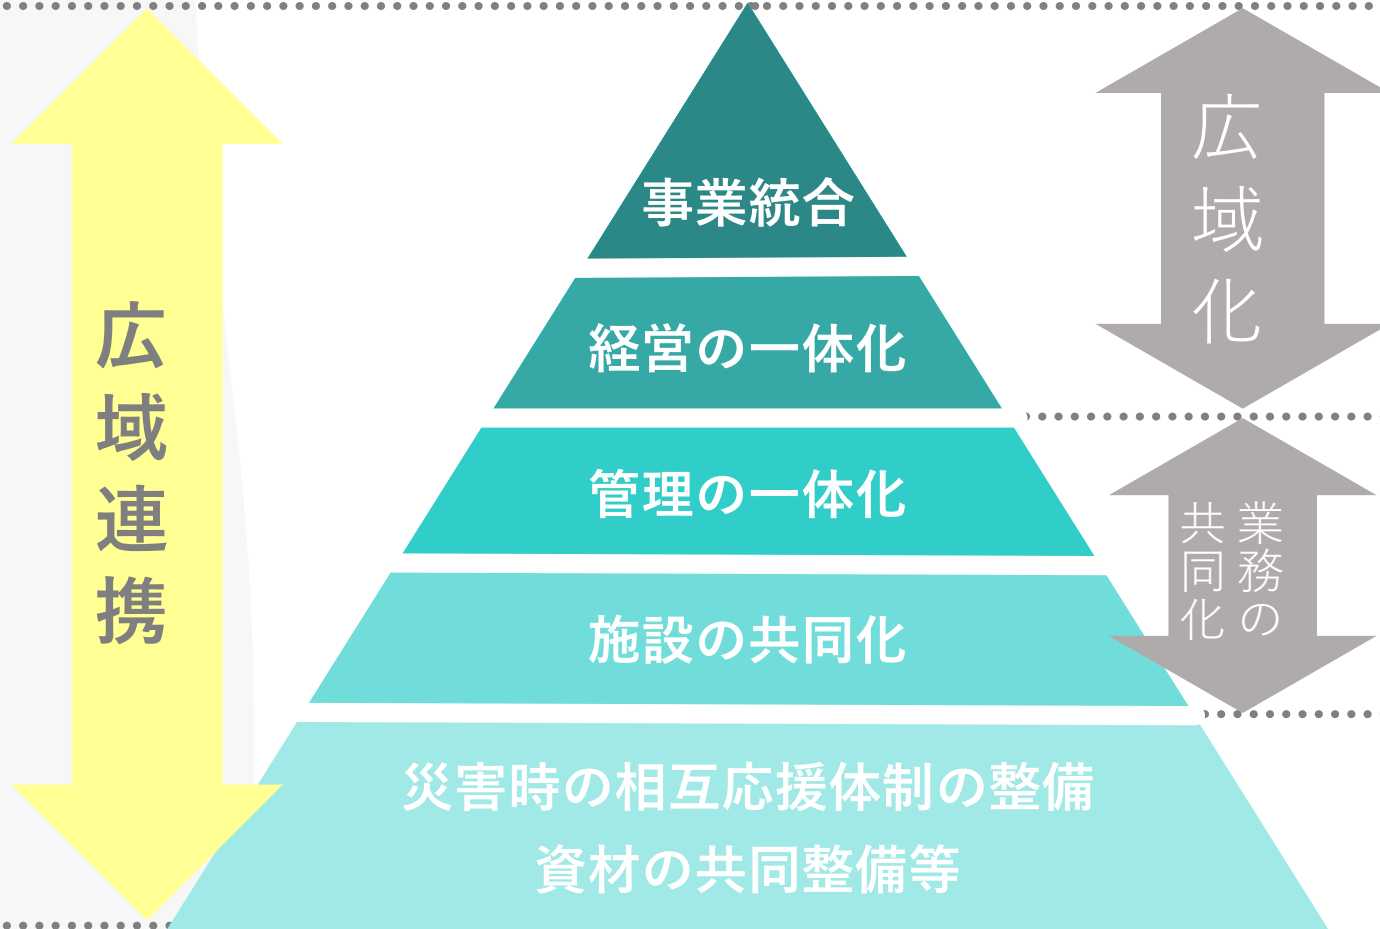 広域連携
事業統合
経営の一体化
管理の一体化
施設の共同化
災害時の相互応援体制の整備
資材の共同整備等
広域化
業務の
共同化